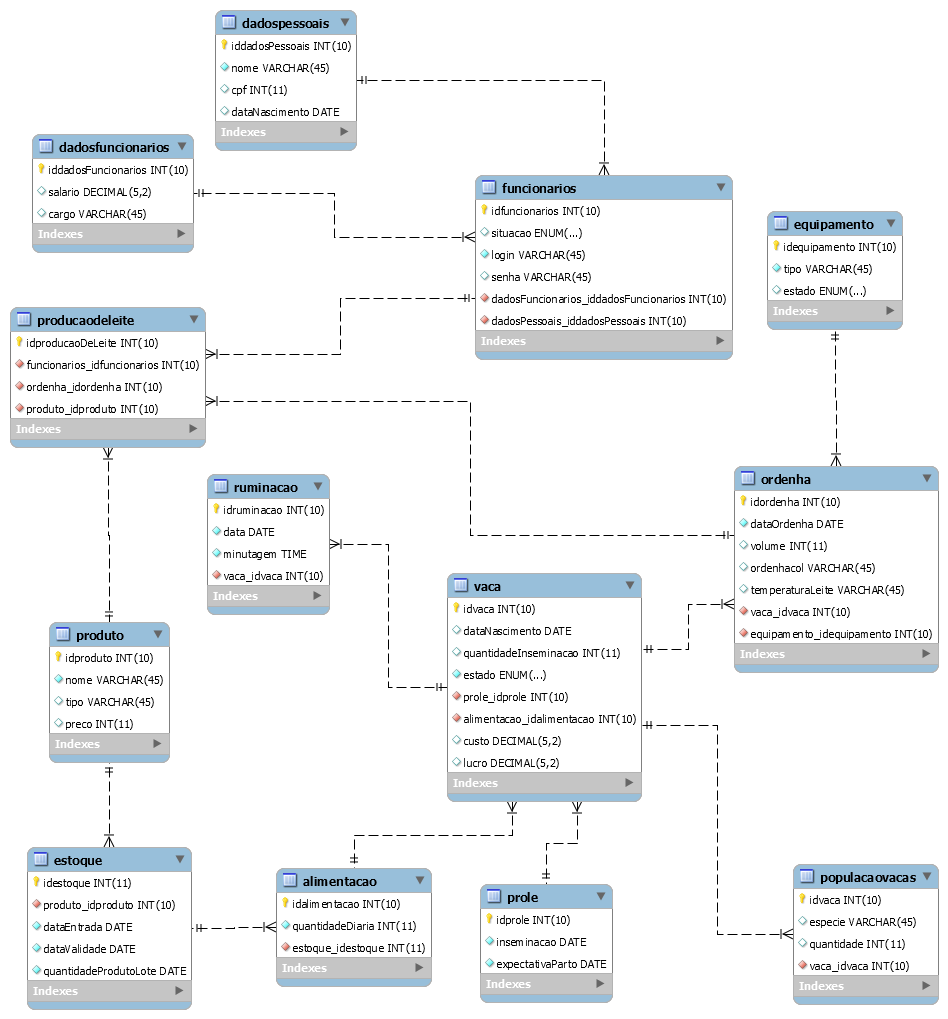 dadospessoais
iddadosPessoais INT(10)
nome VARCHAR(45)
cpf INT(11)
dataNascimento DATE
Indexes
dadosfuncionarios
iddadosFuncionarios INT(10)
salario DECIMAL(5,2)
cargo VARCHAR(45)
Indexes
funcionarios
idfuncionarios INT(10)
situacao ENUM(...)
login VARCHAR(45)
senha VARCHAR(45)
dadosFuncionarios_iddadosFuncionarios INT(10)
dadosPessoais_iddadosPessoais INT(10)
Indexes
equipamento
idequipamento INT(10)
tipo VARCHAR(45)
estado ENUM(...)
Indexes
producaodeleite
idproducaoDeLeite INT(10)
funcionarios_idfuncionarios INT(10)
ordenha_idordenha INT(10)
produto_idproduto INT(10)
Indexes
ruminacao
idruminacao INT(10)
data DATE
minutagem TIME
vaca_idvaca INT(10)
Indexes
ordenha
idordenha INT(10)
dataOrdenha DATE
volume INT(11)
ordenhacol VARCHAR(45)
temperaturaLeite VARCHAR(45)
vaca_idvaca INT(10)
equipamento_idequipamento INT(10)
Indexes
vaca
idvaca INT(10)
dataNascimento DATE
quantidadeInseminacao INT(11)
estado ENUM(...)
prole_idprole INT(10)
alimentacao_idalimentacao INT(10)
custo DECIMAL(5,2)
lucro DECIMAL(5,2)
Indexes
produto
idproduto INT(10)
nome VARCHAR(45)
tipo VARCHAR(45)
preco INT(11)
Indexes
estoque
idestoque INT(11)
produto_idproduto INT(10)
dataEntrada DATE
dataValidade DATE
quantidadeProdutoLote DATE
Indexes
alimentacao
idalimentacao INT(10)
quantidadeDiaria INT(11)
estoque_idestoque INT(11)
Indexes
prole
idprole INT(10)
inseminacao DATE
expectativaParto DATE
Indexes
populacaovacas
idvaca INT(10)
especie VARCHAR(45)
quantidade INT(11)
vaca_idvaca INT(10)
Indexes